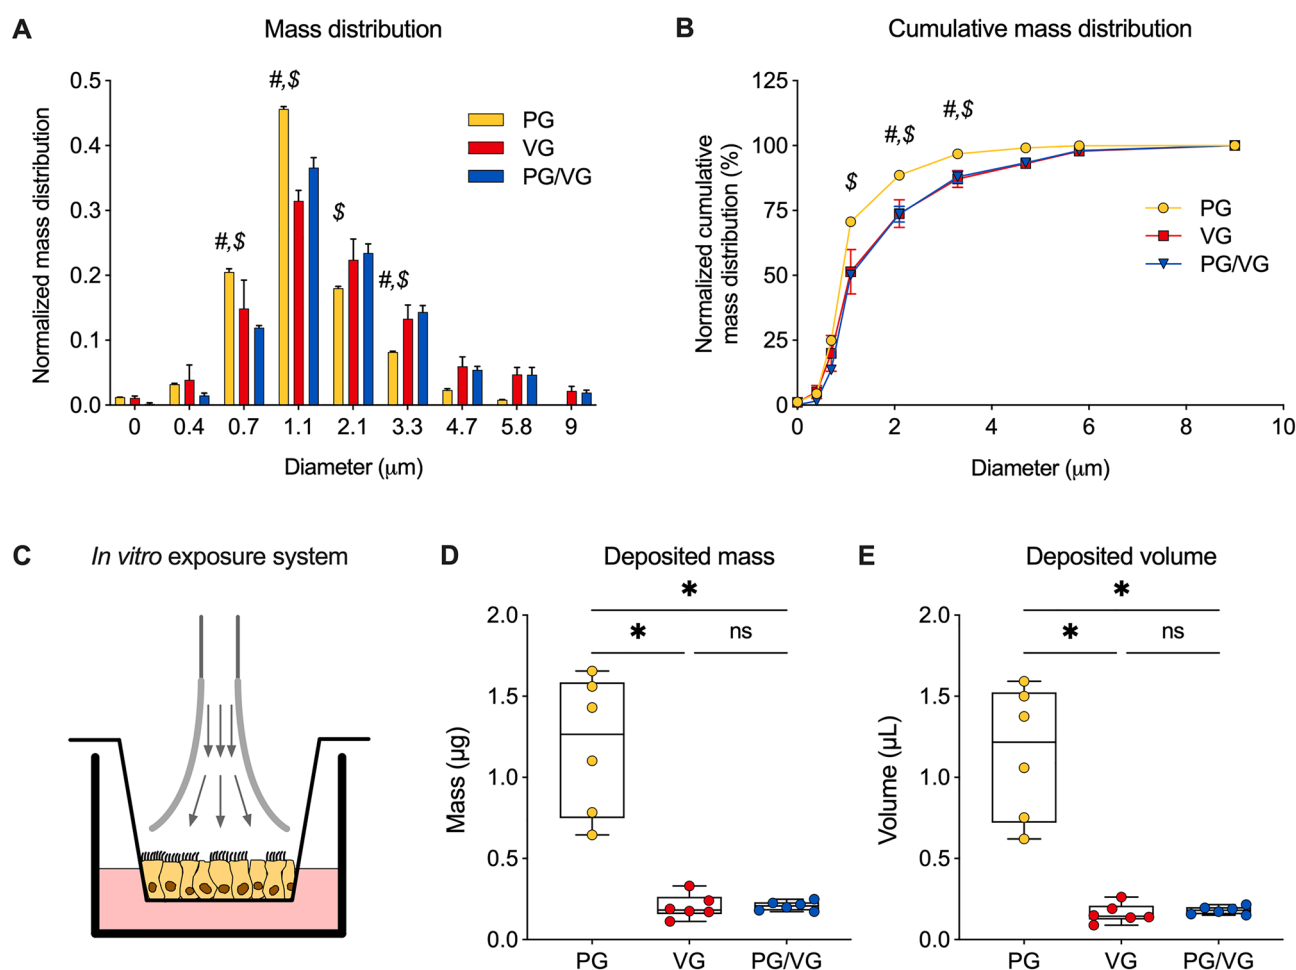 A
Mass distribution
Normalized mass distribution
0.5
0.4
0.3
0.2
0.1
0.0
#,$
#,$
$
#,$
PG
VG
PG/VG
0 0.4 0.7 1.1 2.1 3.3 4.7 5.8 9
Diameter (μm)
B
Cumulative mass distribution
Normalized cumulative
mass distribution (%)
125
100
75
50
25
0
$
#,$
#,$
PG
VG
PG/VG
0 2 4 6 8 10
Diameter (μm)
C
In vitro exposure system
D
Deposited mass
Mass (μg)
2.0
1.5
1.0
0.5
0.0
*
*
ns
PG VG PG/VG
E
Deposited volume
Volume (μL)
2.0
1.5
1.0
0.5
0.0
*
*
ns
PG VG PG/VG